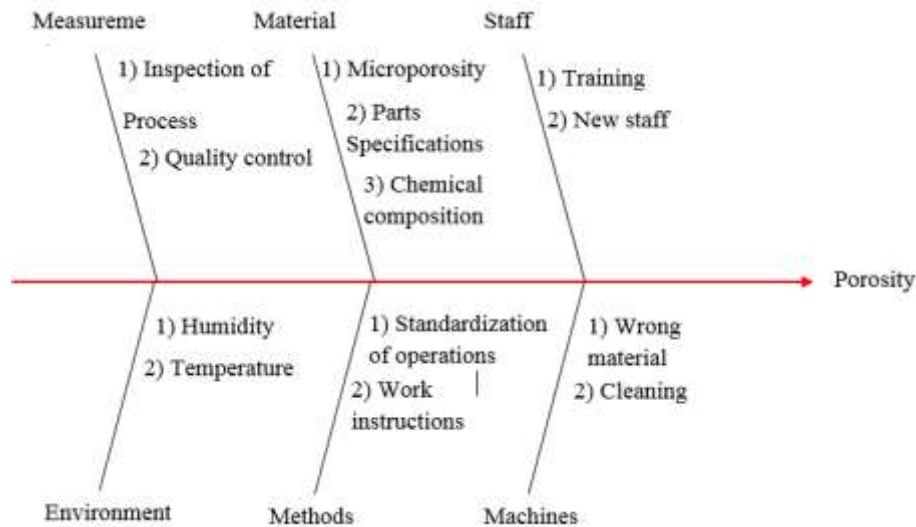 Measureme
Material
Staff
1) Inspection of
Process
2) Quality control
1) Microporosity
2) Parts
Specifications
3) Chemical
composition
1) Training
2) New staff
Porosity
1) Humidity
2) Temperature
1) Standardization
of operations
2) Work
instructions
1) Wrong
material
2) Cleaning
Environment
Methods
Machines